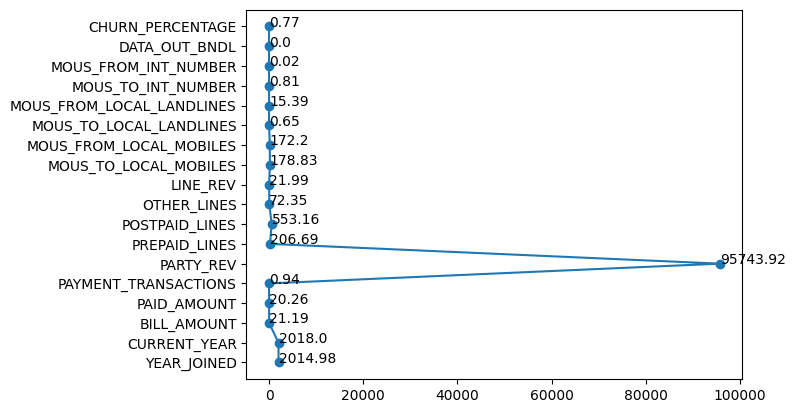 CHURN_PERCENTAGE 0.77
DATA_OUT_BNDL 0.0
MOUS_FROM_INT_NUMBER 0.02
MOUS_TO_INT_NUMBER 0.81
MOUS_FROM_LOCAL_LANDLINES 15.39
MOUS_TO_LOCAL_LANDLINES 0.65
MOUS_FROM_LOCAL_MOBILES 172.2
MOUS_TO_LOCAL_MOBILES 178.83
LINE_REV 21.99
OTHER_LINES 72.35
POSTPAID_LINES 553.16
PREPAID_LINES 206.69
PARTY_REV 95743.92
PAYMENT_TRANSACTIONS 0.94
PAID_AMOUNT 20.26
BILL_AMOUNT 21.19
CURRENT_YEAR 2018.0
YEAR_JOINED 2014.98
0 20000 40000 60000 80000 100000